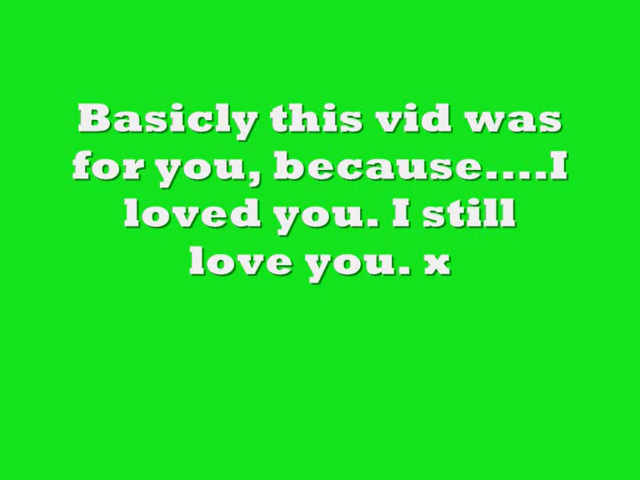 Basicly this vid was
for you, because....I
loved you. I still
love you. x